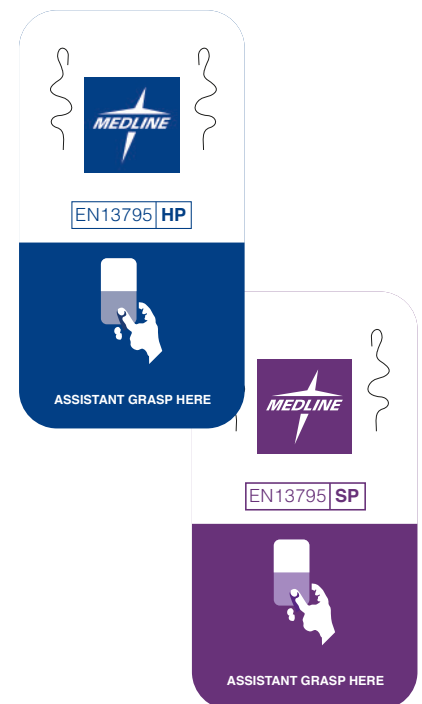 MEDLINE
EN13795 HP
ASSISTANT GRASP HERE
MEDLINE
EN13795 SP
ASSISTANT GRASP HERE